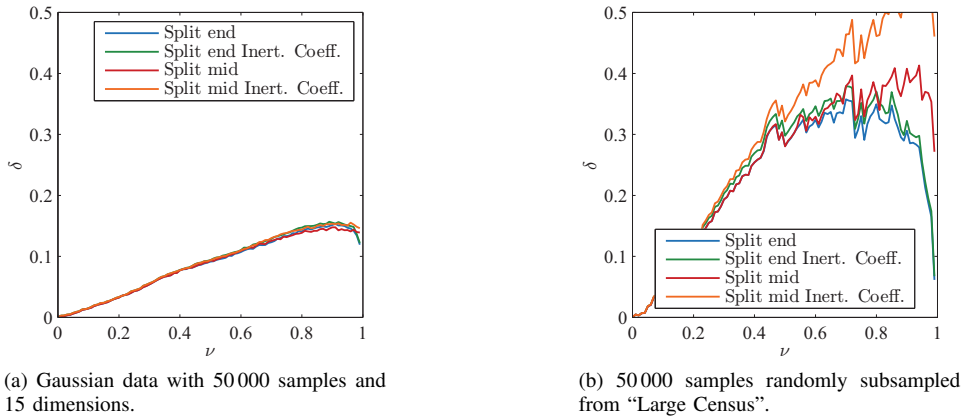 0.5
0.4
0.3
0.2
0.1
0
δ
0 0.2 0.4 0.6 0.8 1
ν
Split end
Split end Inert. Coeff.
Split mid
Split mid Inert. Coeff.
(a) Gaussian data with 50 000 samples and
15 dimensions.
0.5
0.4
0.3
0.2
0.1
0
δ
0 0.2 0.4 0.6 0.8 1
ν
Split end
Split end Inert. Coeff.
Split mid
Split mid Inert. Coeff.
(b) 50 000 samples randomly subsampled
from “Large Census”.